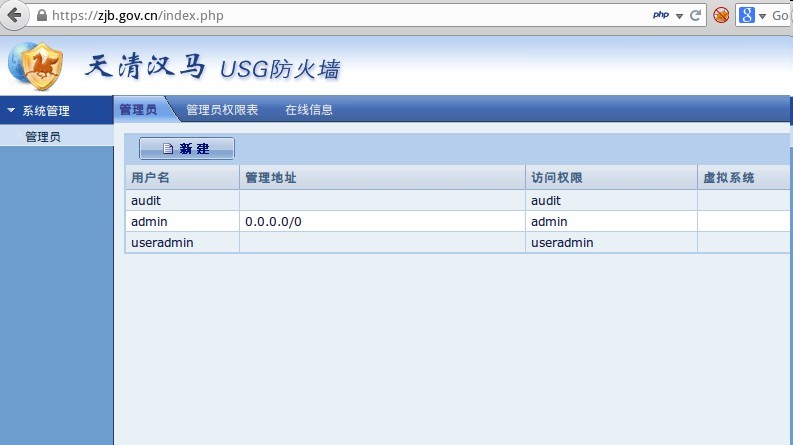 https://zjb.gov.cn/index.php
php
8 Go
天清汉马 USG防火墙
系统管理 管理员 管理员权限表 在线信息
管理员
新建
用户名 管理地址 访问权限 虚拟系统
audit audit
admin 0.0.0.0/0 admin
useradmin useradmin